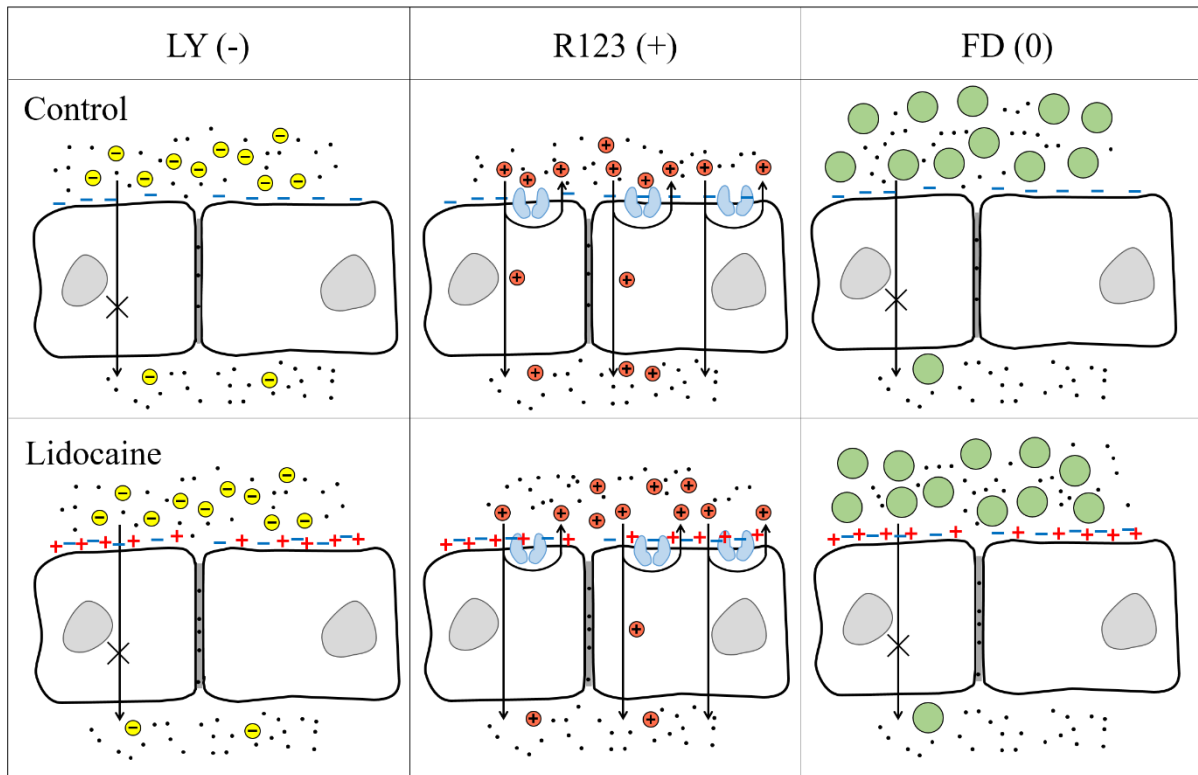 LY (-)
R123 (+)
FD (0)
Control
Lidocaine